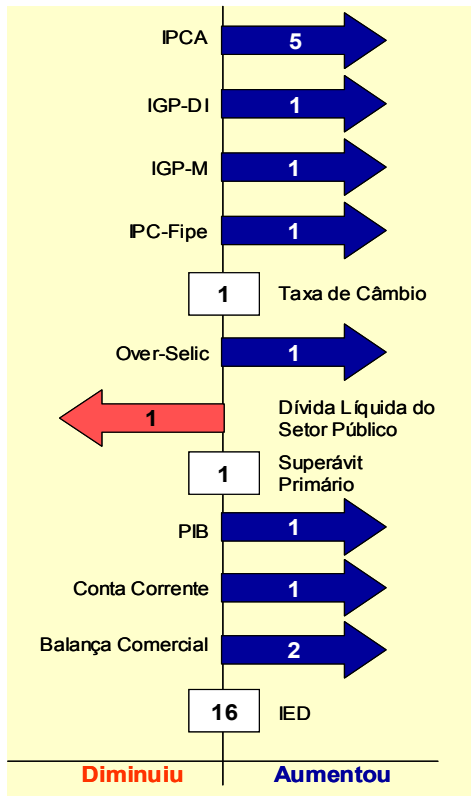 IPCA 5
IGP-DI 1
IGP-M 1
IPC-Fipe 1
1 Taxa de Câmbio
Over-Selic 1
1 Dívida Líquida do
Setor Público
1 Superávit
Primário
PIB 1
Conta Corrente 1
Balança Comercial 2
16 IED
Diminuiu Aumentou